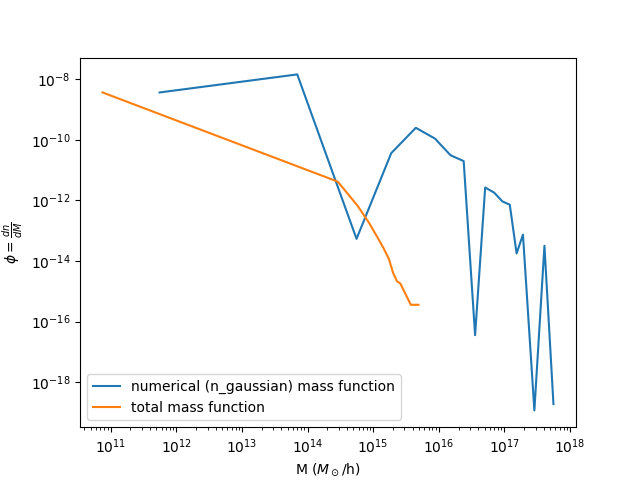 10⁻⁸
10⁻¹⁰
10⁻¹²
10⁻¹⁴
10⁻¹⁶
10⁻¹⁸
ϕ = dn/dM
numerical (n_gaussian) mass function
total mass function
10¹¹ 10¹² 10¹³ 10¹⁴ 10¹⁵ 10¹⁶ 10¹⁷ 10¹⁸
M (M⊙/h)